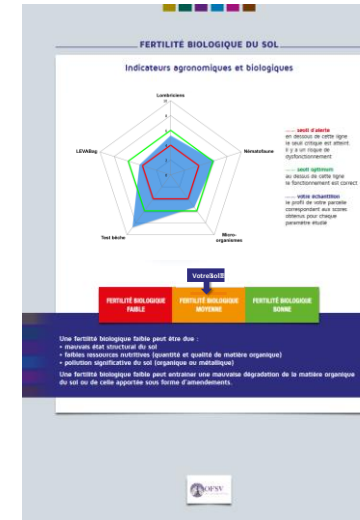 FERTILITÉ BIOLOGIQUE DU SOL
Indicateurs agronomiques et biologiques
Lombriciens
10
LEVABag
Nématofaune
Test bêche
Micro-
organismes
seuil d'alerte
en dessous de cette ligne
le seuil critique est atteint
il y a un risque de
dysfonctionnement
seuil optimum
au dessus de cette ligne
le fonctionnement est correct
votre échantillon
le profil de votre parcelle
correspondant aux scores
obtenus pour chaque
paramètre étudié
FERTILITÉ BIOLOGIQUE
FAIBLE
FERTILITÉ BIOLOGIQUE
MOYENNE
FERTILITÉ BIOLOGIQUE
BONNE
Une fertilité biologique faible peut être due :
• mauvais état structural du sol
• faibles ressources nutritives (quantité et qualité de matière organique)
• pollution significative du sol (organique ou métallique)
Une fertilité biologique faible peut entraîner une mauvaise dégradation de la matière organique
du sol ou de celle apportée sous forme d'amendements.
OFSV